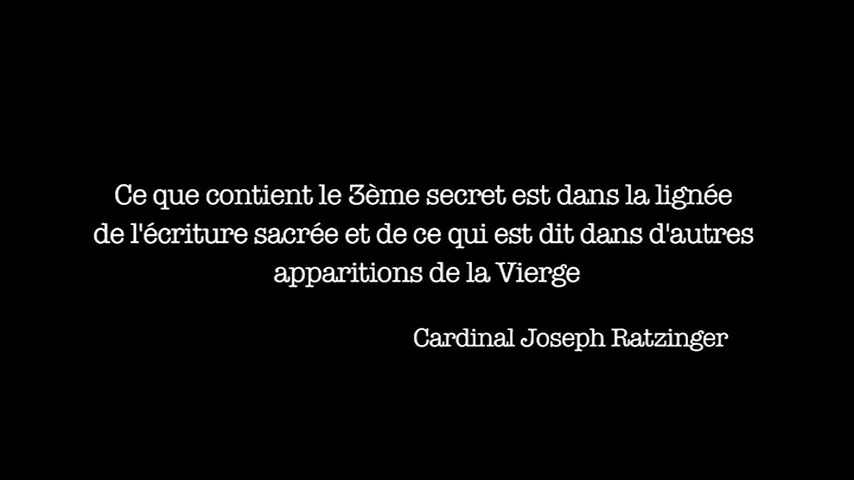 Ce que contient le 3ème secret est dans la lignée
de l'écriture sacrée et de ce qui est dit dans d'autres
apparitions de la Vierge
Cardinal Joseph Ratzinger